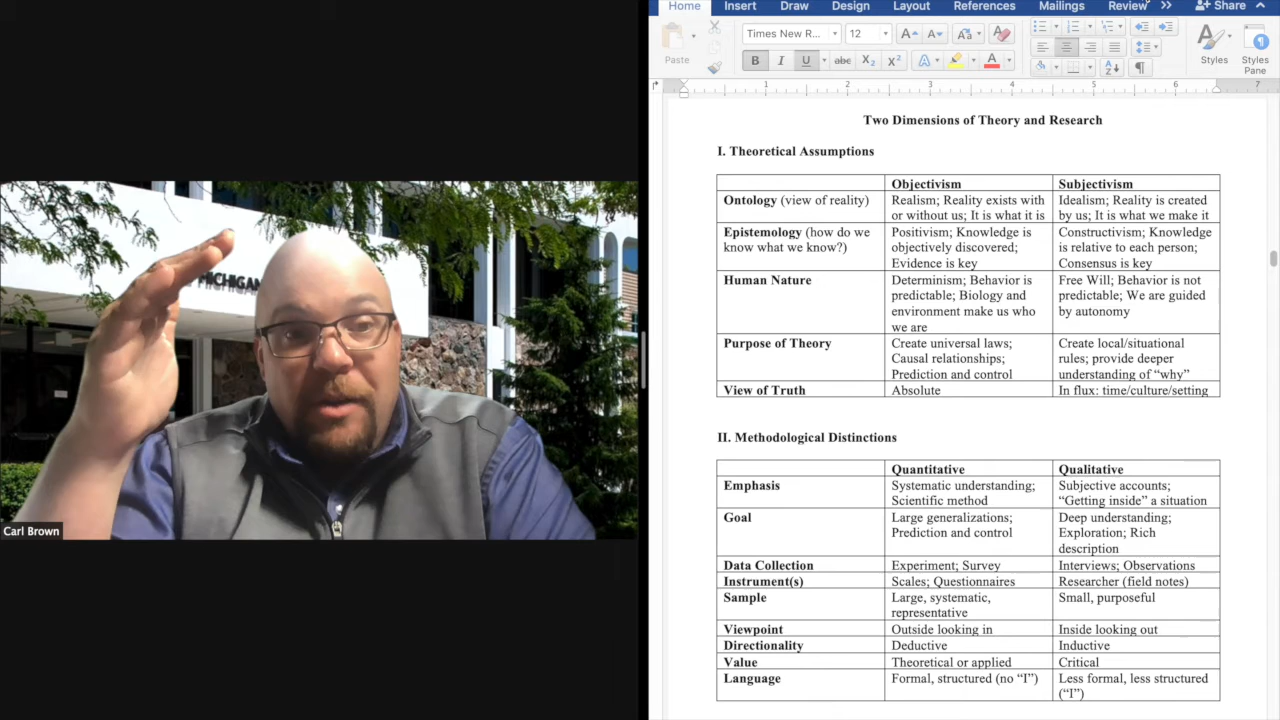 MICHIGAN
Carl Brown
Home Insert Draw Design Layout References Mailings Review Share
Times New R... 12
Paste
Styles
Styles Pane
1 2 3 4 5 6 7
Two Dimensions of Theory and Research
I. Theoretical Assumptions
Objectivism Subjectivism
Ontology (view of reality) Realism; Reality exists with Idealism; Reality is created
or without us; It is what it is by us; It is what we make it
Epistemology (how do we Positivism; Knowledge is Constructivism; Knowledge
know what we know?) objectively discovered; is relative to each person;
Evidence is key Consensus is key
Human Nature Determinism; Behavior is Free Will; Behavior is not
predictable; Biology and predictable; We are guided
environment make us who by autonomy
we are
Purpose of Theory Create universal laws; Create local/situational
Causal relationships; rules; provide deeper
Prediction and control understanding of “why”
View of Truth Absolute In flux: time/culture/setting
II. Methodological Distinctions
Quantitative Qualitative
Emphasis Systematic understanding; Subjective accounts;
Scientific method “Getting inside” a situation
Goal Large generalizations; Deep understanding;
Prediction and control Exploration; Rich
description
Data Collection Experiment; Survey Interviews; Observations
Instrument(s) Scales; Questionnaires Researcher (field notes)
Sample Large, systematic, Small, purposeful
representative
Viewpoint Outside looking in Inside looking out
Directionality Deductive Inductive
Value Theoretical or applied Critical
Language Formal, structured (no “I”) Less formal, less structured
(“I”)